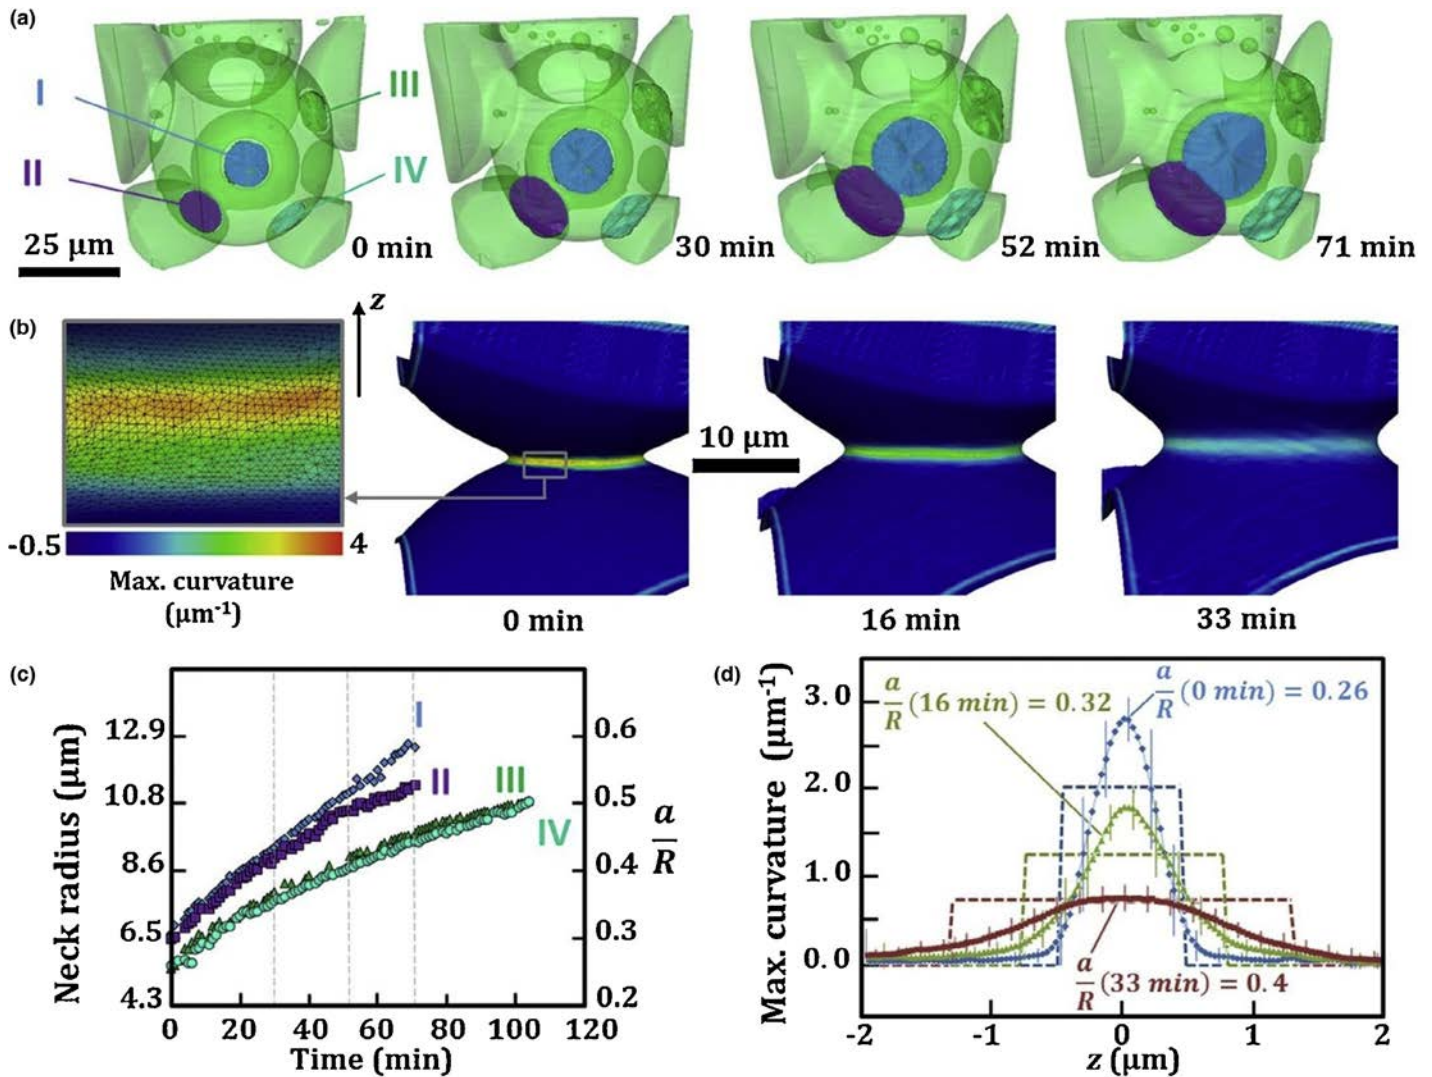 (a)
I
II
III
IV
25 μm
0 min
30 min
52 min
71 min
(b)
z
-0.5
4
Max. curvature
(μm-1)
10 μm
0 min
16 min
33 min
(c)
Neck radius (μm)
12.9
10.8
8.6
6.5
4.3
0.6
0.5
0.4
0.3
0.2
a/R
I
II
III
IV
0 20 40 60 80 100 120
Time (min)
(d)
Max. curvature (μm-1)
3.0
2.0
1.0
0.0
a/R (16 min) = 0.32
a/R (0 min) = 0.26
a/R (33 min) = 0.4
-2 -1 0 1 2
z (μm)